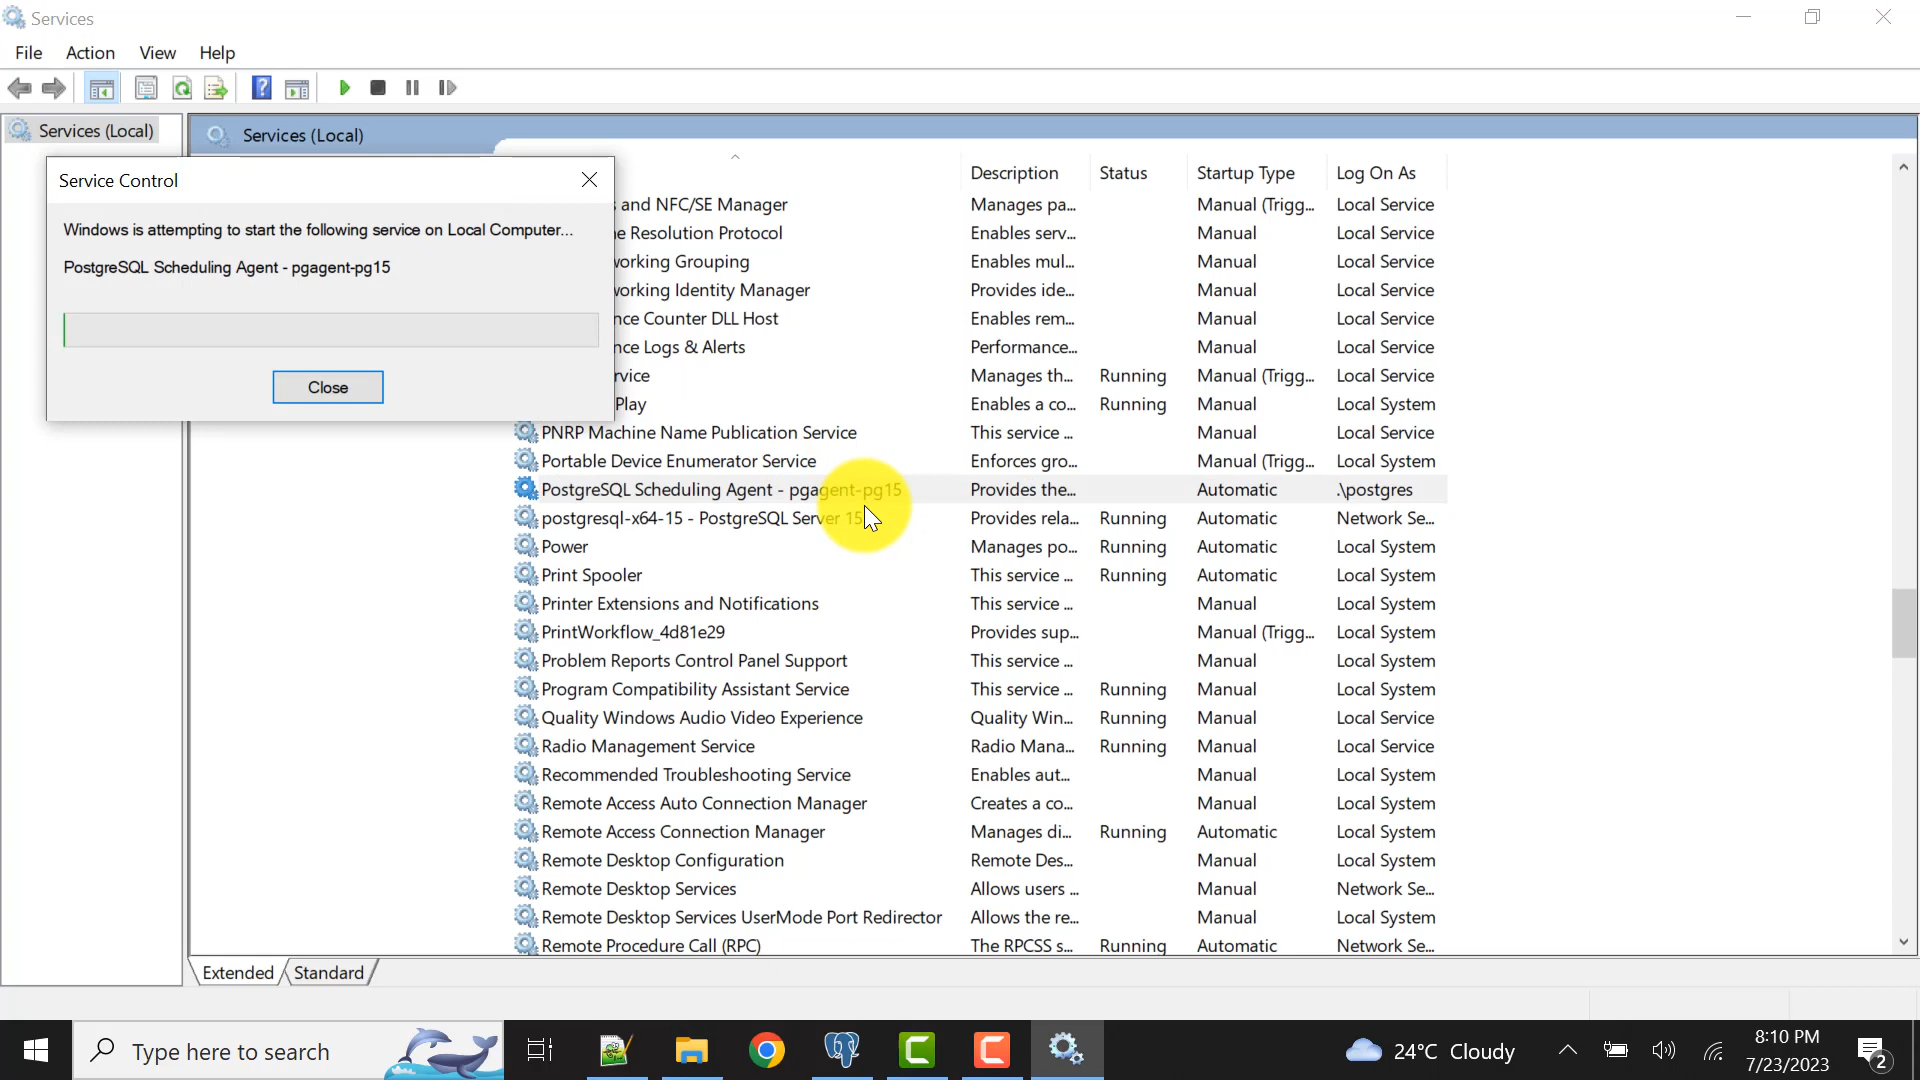 Services
File Action View Help
Services (Local)
Services (Local)
Service Control
Windows is attempting to start the following service on Local Computer...
PostgreSQL Scheduling Agent - pgagent-pg15
Close
Description Status Startup Type Log On As
and NFC/SE Manager Manages pa... Manual (Trigg... Local Service
Resolution Protocol Enables serv... Manual Local Service
Grouping Enables mul... Manual Local Service
Identity Manager Provides ide... Manual Local Service
Counter DLL Host Enables rem... Manual Local Service
Logs & Alerts Performance... Manual Local Service
Manages th... Running Manual (Trigg... Local Service
Play Enables a co... Running Manual Local System
PNRP Machine Name Publication Service This service ... Manual Local Service
Portable Device Enumerator Service Enforces gro... Manual (Trigg... Local System
PostgreSQL Scheduling Agent - pgagent-pg15 Provides the... Automatic .\postgres
postgresql-x64-15 - PostgreSQL Server 15 Provides rela... Running Automatic Network Se...
Power Manages po... Running Automatic Local System
Print Spooler This service ... Running Automatic Local System
Printer Extensions and Notifications This service ... Manual Local System
PrintWorkflow_4d81e29 Provides sup... Manual (Trigg... Local System
Problem Reports Control Panel Support This service ... Manual Local System
Program Compatibility Assistant Service This service ... Running Manual Local System
Quality Windows Audio Video Experience Quality Win... Running Manual Local Service
Radio Management Service Radio Mana... Running Manual Local Service
Recommended Troubleshooting Service Enables aut... Manual Local System
Remote Access Auto Connection Manager Creates a co... Manual Local System
Remote Access Connection Manager Manages di... Running Automatic Local System
Remote Desktop Configuration Remote Des... Manual Local System
Remote Desktop Services Allows users ... Manual Network Se...
Remote Desktop Services UserMode Port Redirector Allows the re... Manual Local System
Remote Procedure Call (RPC) The RPCSS s... Running Automatic Network Se...
Extended Standard
Type here to search
24°C Cloudy
8:10 PM
7/23/2023
2